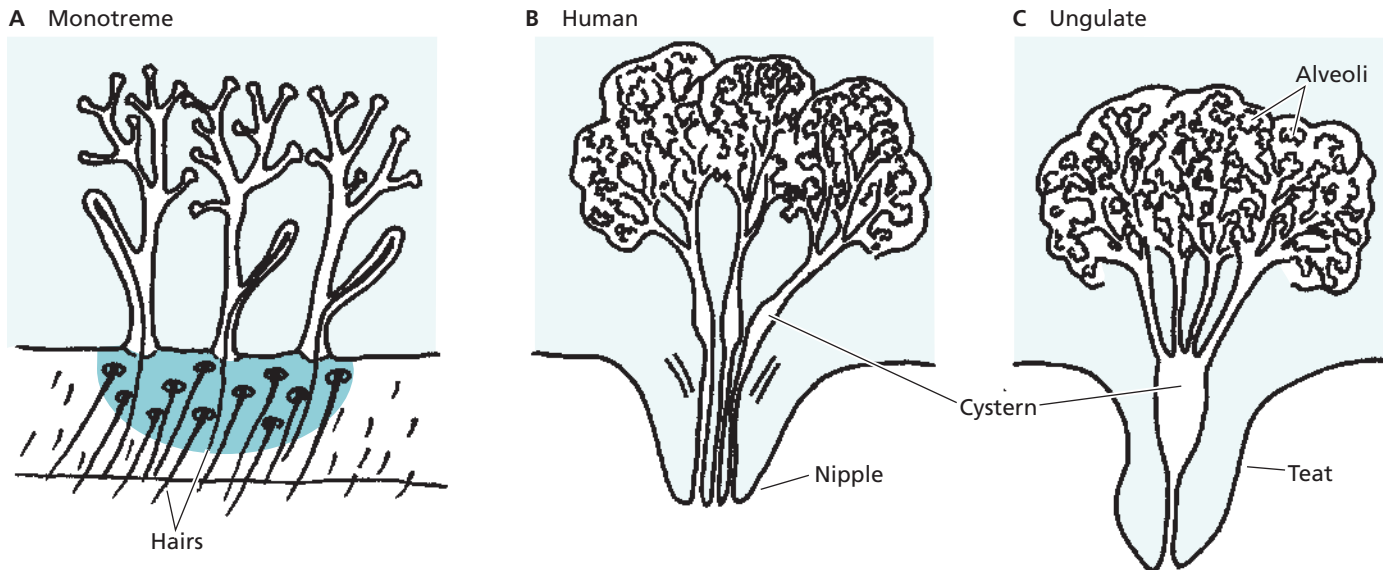 A Monotreme
B Human
C Ungulate
Alveoli
Cystern
Nipple
Teat
Hairs